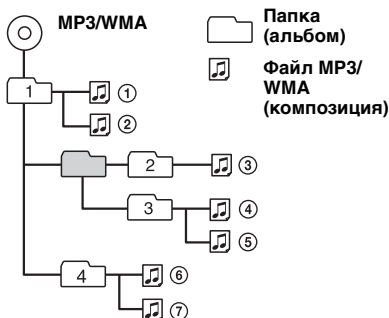 MP3/WMA
Папка
(альбом)
Файл MP3/
WMA
(композиция)
1
①
②
2
③
3
④
⑤
4
⑥
⑦